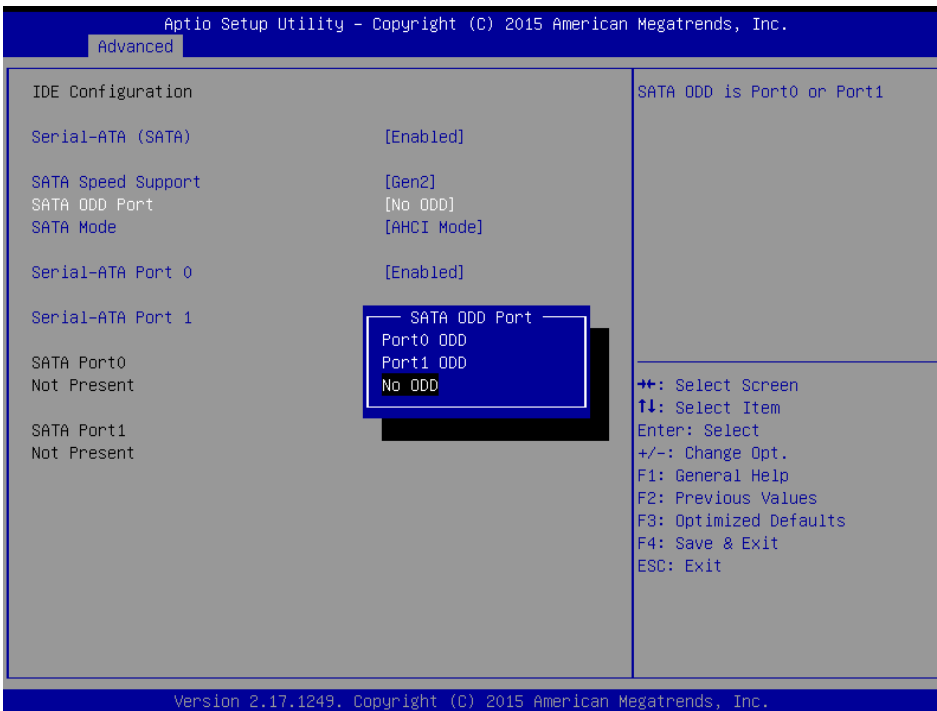 Aptio Setup Utility – Copyright (C) 2015 American Megatrends, Inc.
Advanced
IDE Configuration
Serial-ATA (SATA) [Enabled]
SATA Speed Support [Gen2]
SATA ODD Port [No ODD]
SATA Mode [AHCI Mode]
Serial-ATA Port 0 [Enabled]
Serial-ATA Port 1
SATA Port0
Not Present
SATA Port1
Not Present
SATA ODD Port
Port0 ODD
Port1 ODD
No ODD
SATA ODD is Port0 or Port1
→←: Select Screen
↑↓: Select Item
Enter: Select
+/-: Change Opt.
F1: General Help
F2: Previous Values
F3: Optimized Defaults
F4: Save & Exit
ESC: Exit
Version 2.17.1249. Copyright (C) 2015 American Megatrends, Inc.